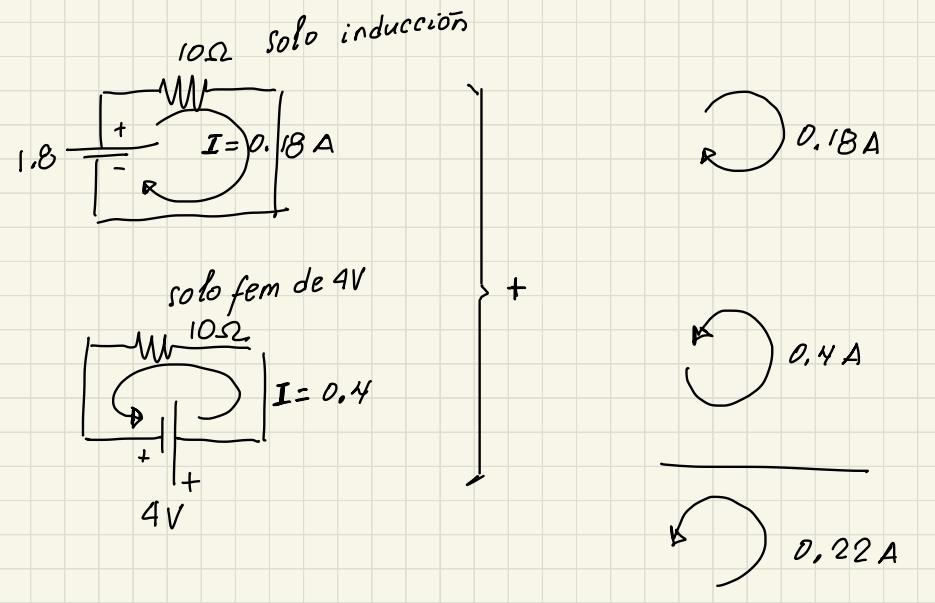 solo inducción
10Ω
+
1.8
I = 0.18 A
-
0.18 A
+
solo fem de 4V
10Ω
I = 0.4
0.4 A
+
+
4V
0.22 A